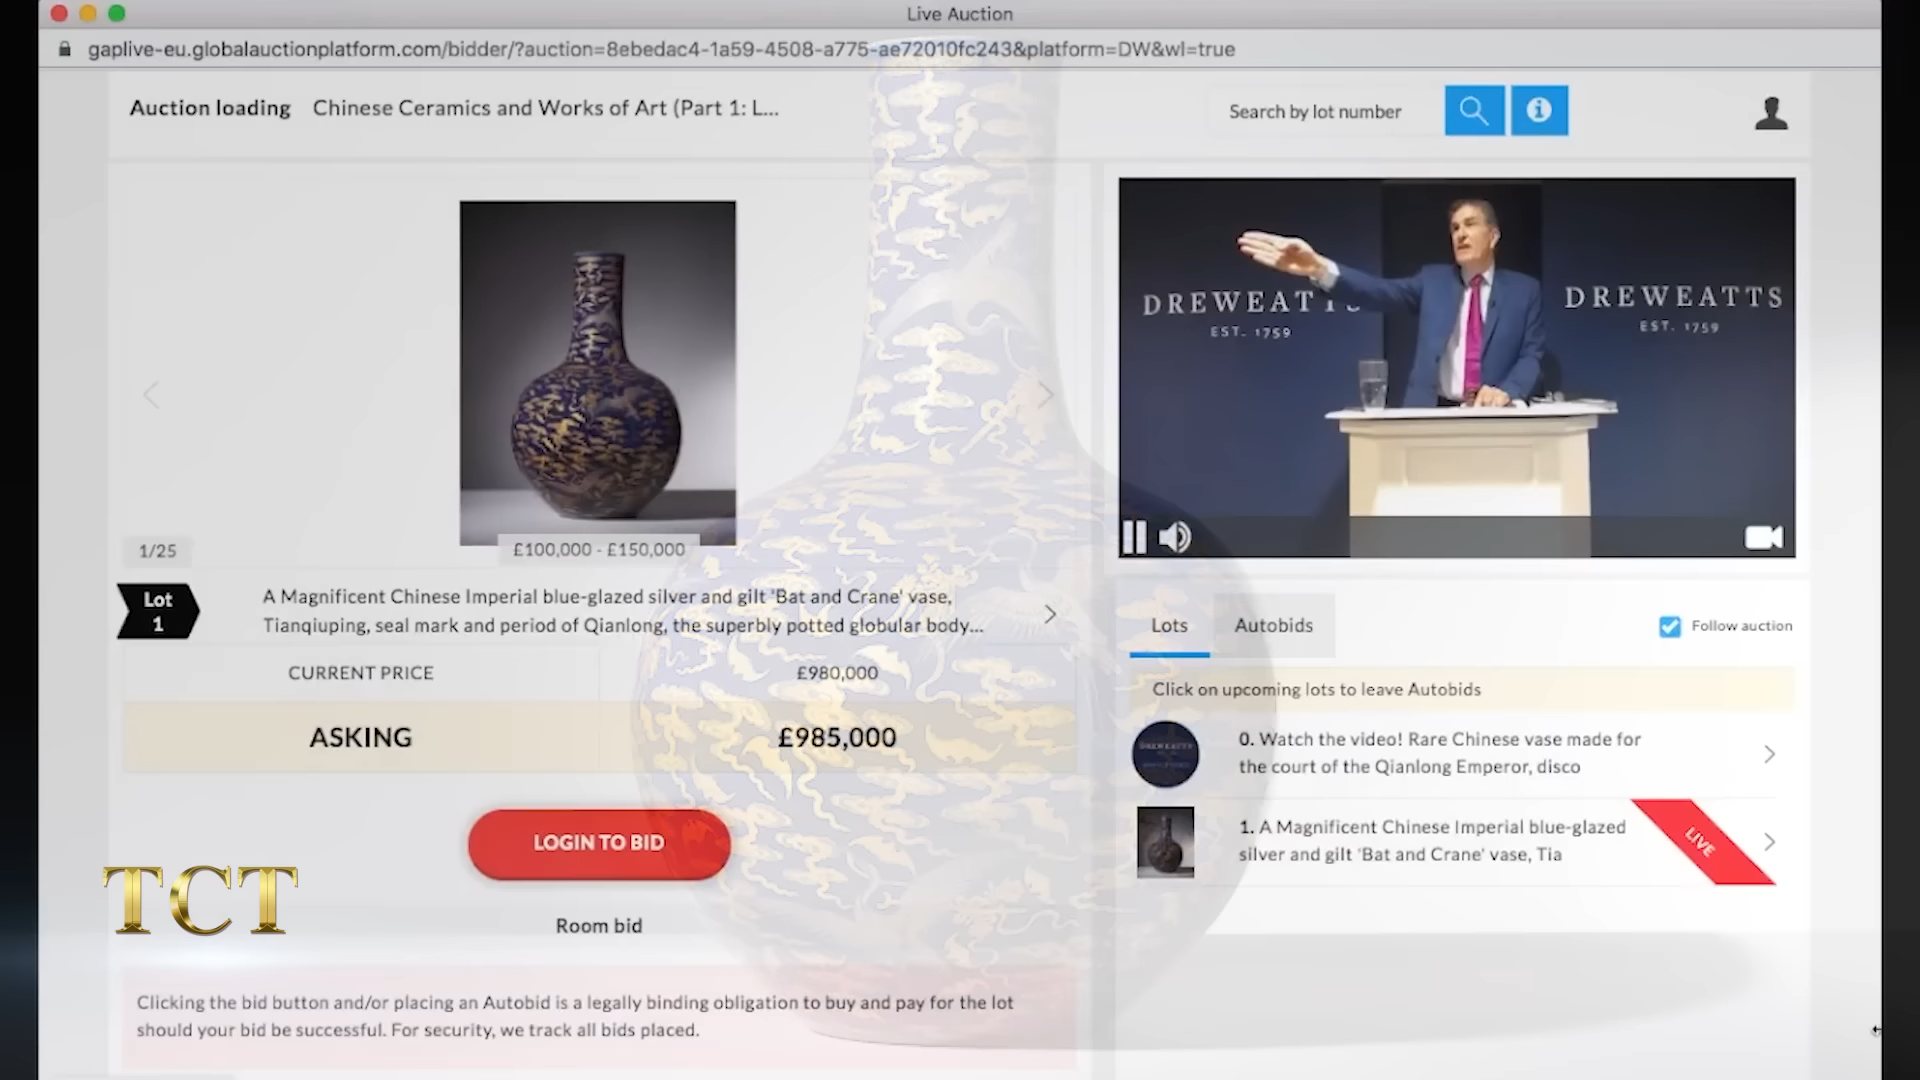 Live Auction
gaplive-eu.globalauctionplatform.com/bidder/?auction=8ebedac4-1a59-4508-a775-ae72010fc243&platform=DW&wl=true
Auction loading Chinese Ceramics and Works of Art (Part 1: L...
Search by lot number
DREWEATTS
EST. 1759
DREWEATTS
EST. 1759
1/25
£100,000 - £150,000
Lot
1
A Magnificent Chinese Imperial blue-glazed silver and gilt 'Bat and Crane' vase,
Tianqiuping, seal mark and period of Qianlong, the superbly potted globular body...
CURRENT PRICE £980,000
ASKING £985,000
LOGIN TO BID
Room bid
Clicking the bid button and/or placing an Autobid is a legally binding obligation to buy and pay for the lot
should your bid be successful. For security, we track all bids placed.
Lots Autobids Follow auction
Click on upcoming lots to leave Autobids
DREWEATTS
0. Watch the video! Rare Chinese vase made for
the court of the Qianlong Emperor, disco
1. A Magnificent Chinese Imperial blue-glazed
silver and gilt 'Bat and Crane' vase, Tia
LIVE
TCT